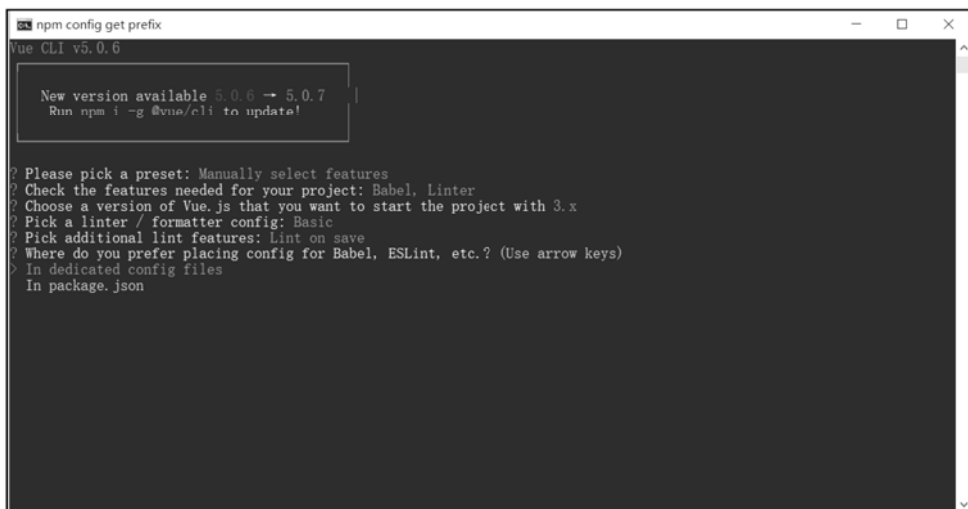 npm config get prefix
Vue CLI v5.0.6
New version available 5.0.6 → 5.0.7
Run npm i -g @vue/cli to update!
? Please pick a preset: Manually select features
? Check the features needed for your project: Babel, Linter
? Choose a version of Vue.js that you want to start the project with 3.x
? Pick a linter / formatter config: Basic
? Pick additional lint features: Lint on save
? Where do you prefer placing config for Babel, ESLint, etc.? (Use arrow keys)
> In dedicated config files
In package.json